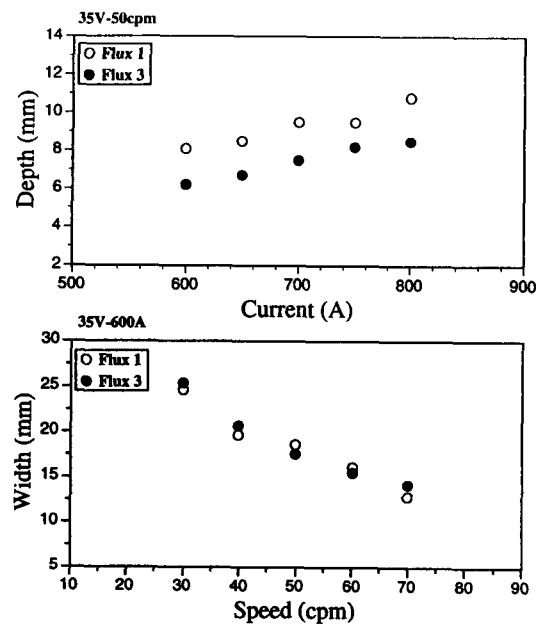 35V-50cpm
14
12
10
8
6
4
2
Depth (mm)
Flux 1
Flux 3
500 600 700 800 900
Current (A)
35V-600A
30
25
20
15
10
5
Width (mm)
Flux 1
Flux 3
10 20 30 40 50 60 70 80 90
Speed (cpm)